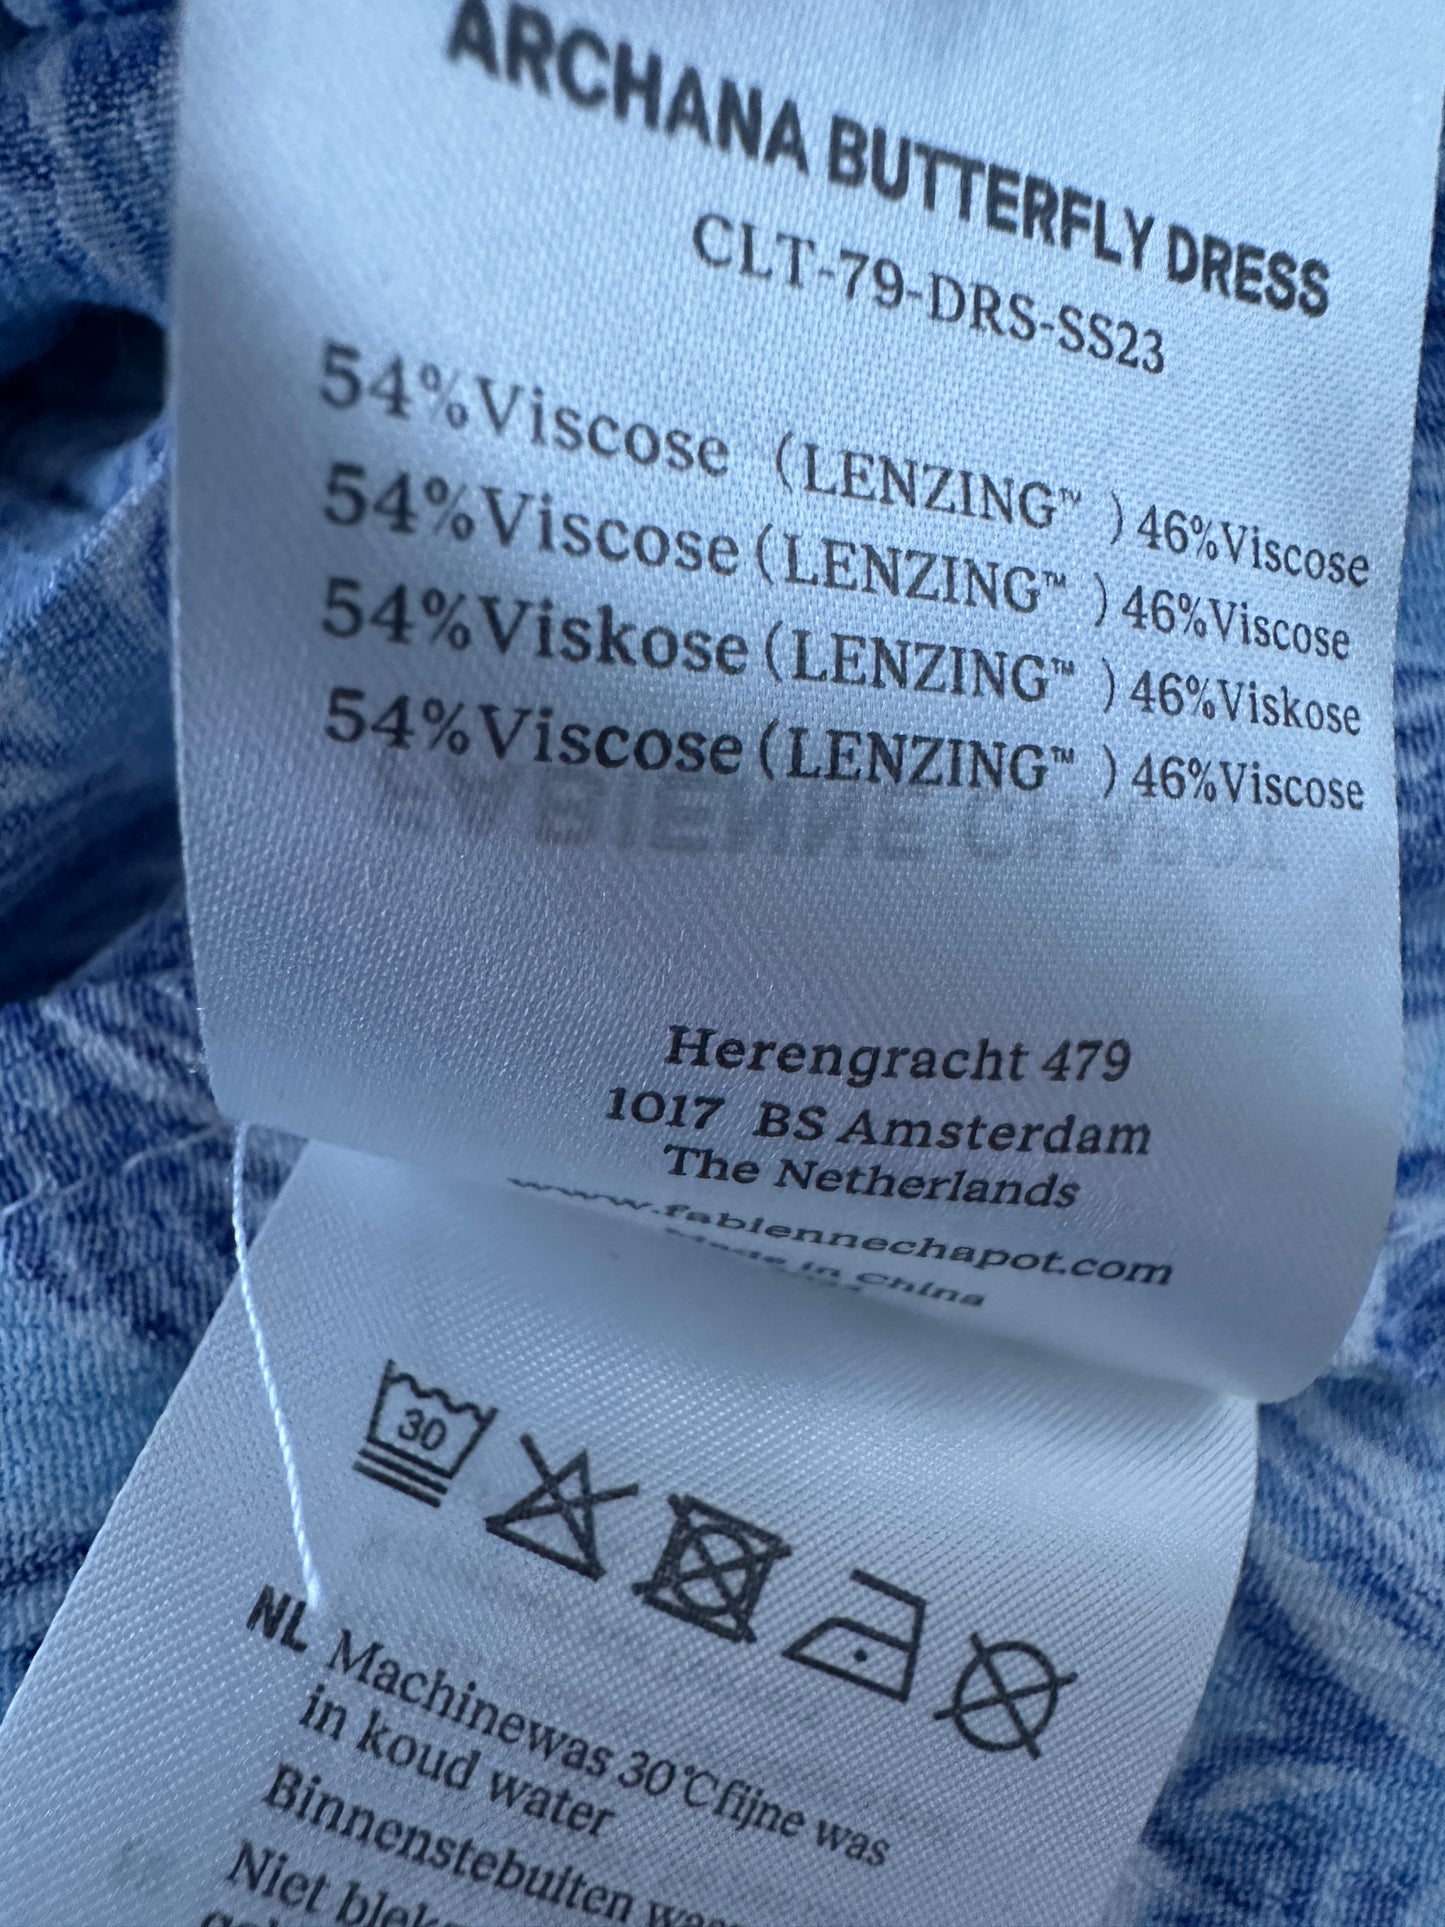 ARCHANA BUTTERFLY DRESS
CLT-79-DRS-SS23
54%Viscose (LENZING™ ) 46%Viscose
54%Viscose (LENZING™ ) 46%Viscose
54%Viskose (LENZING™ ) 46%Viskose
54%Viscose (LENZING™ ) 46%Viscose
Herengracht 479
1017 BS Amsterdam
The Netherlands
www.fabiennechapot.com
Made in China
30
NL Machinewas 30℃ fijne was
in koud water
Binnenstebuiten
Niet